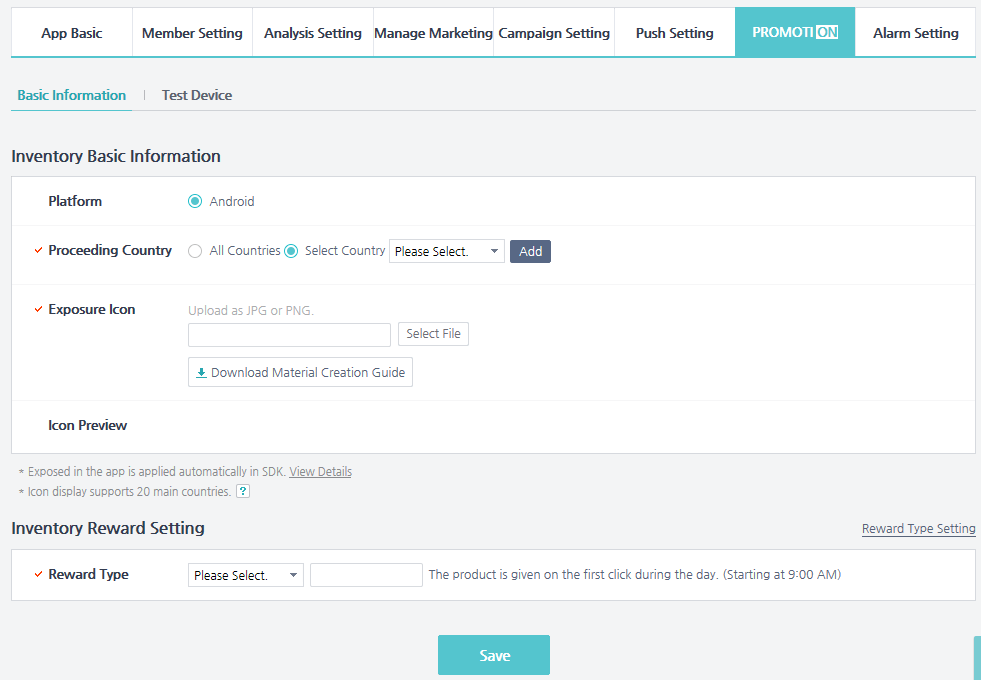 App Basic Member Setting Analysis Setting Manage Marketing Campaign Setting Push Setting PROMOTION Alarm Setting
Basic Information | Test Device
Inventory Basic Information
Platform Android
Proceeding Country All Countries Select Country Please Select. Add
Exposure Icon Upload as JPG or PNG.
Select File
Download Material Creation Guide
Icon Preview
* Exposed in the app is applied automatically in SDK. View Details
* Icon display supports 20 main countries. ?
Inventory Reward Setting Reward Type Setting
Reward Type Please Select. The product is given on the first click during the day. (Starting at 9:00 AM)
Save